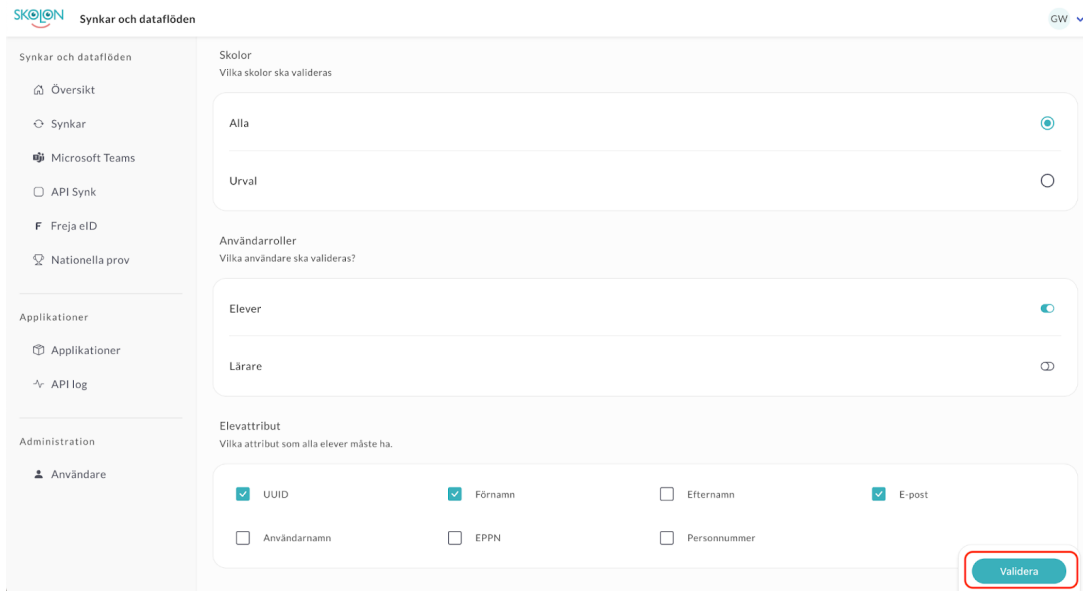 SKOLON
Synkar och dataflöden
GW
Synkar och dataflöden
Översikt
Synkar
Microsoft Teams
API Synk
F Freja eID
Nationella prov
Applikationer
Applikationer
API log
Administration
Användare
Skolor
Vilka skolor ska valideras
Alla
Urval
Användarroller
Vilka användare ska valideras?
Elever
Lärare
Elevattribut
Vilka attribut som alla elever måste ha.
UUID Förnamn Efternamn E-post
Användarnamn EPPN Personnummer
Validera